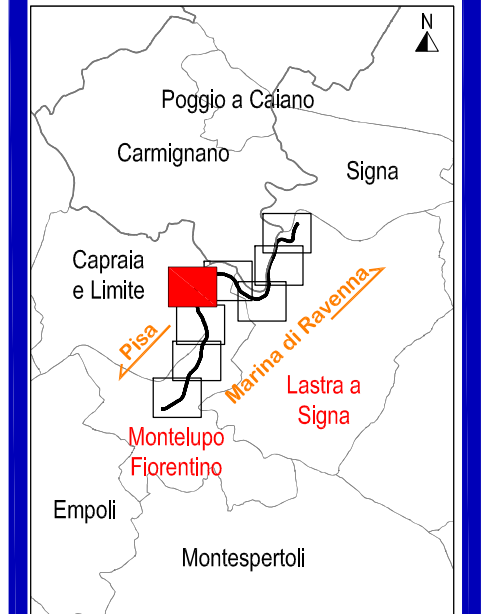 N
Poggio a Caiano
Carmignano
Signa
Capraia
e Limite
Pisa
Marina di Ravenna
Lastra a
Signa
Montelupo
Fiorentino
Empoli
Montespertoli